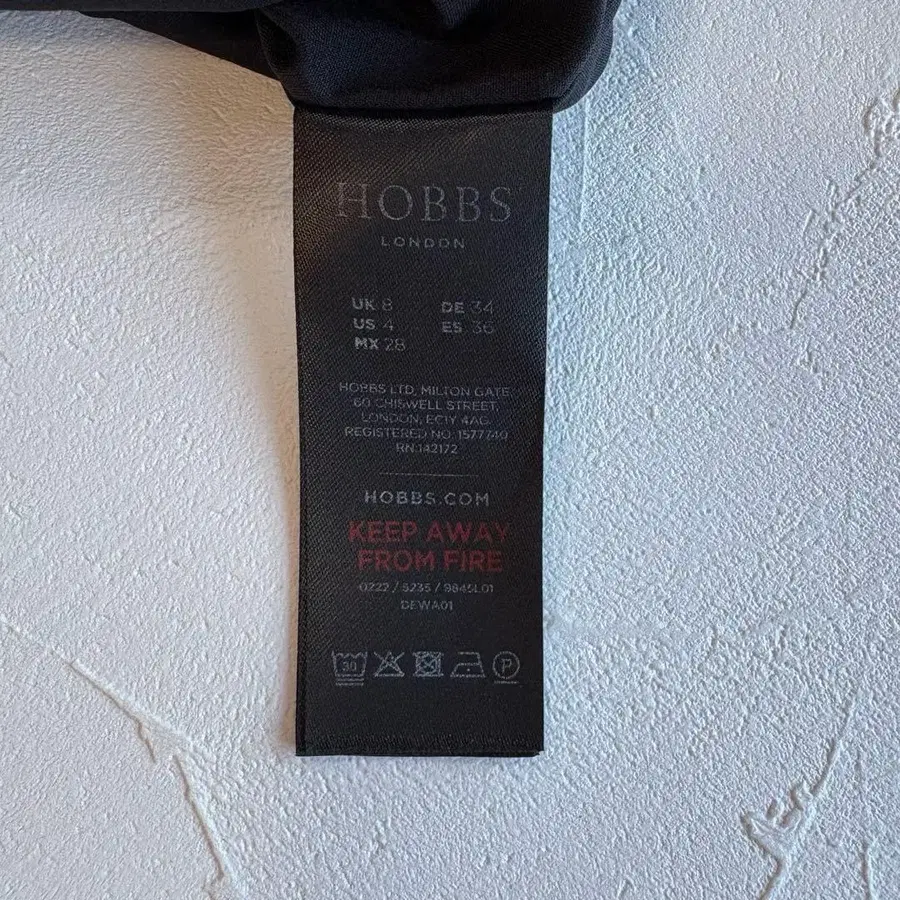 HOBBS
LONDON
UK 8 DE 34
US 4 ES 36
MX 28
HOBBS LTD, MILTON GATE
60 CHISWELL STREET,
LONDON, EC1Y 4AG
REGISTERED NO. 1577740
RN:142172
HOBBS.COM
KEEP AWAY
FROM FIRE
0222 / 5235 / 9845L01
DEWA01
30
P